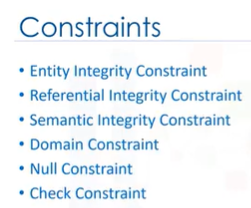 Constraints
• Entity Integrity Constraint
• Referential Integrity Constraint
• Semantic Integrity Constraint
• Domain Constraint
• Null Constraint
• Check Constraint